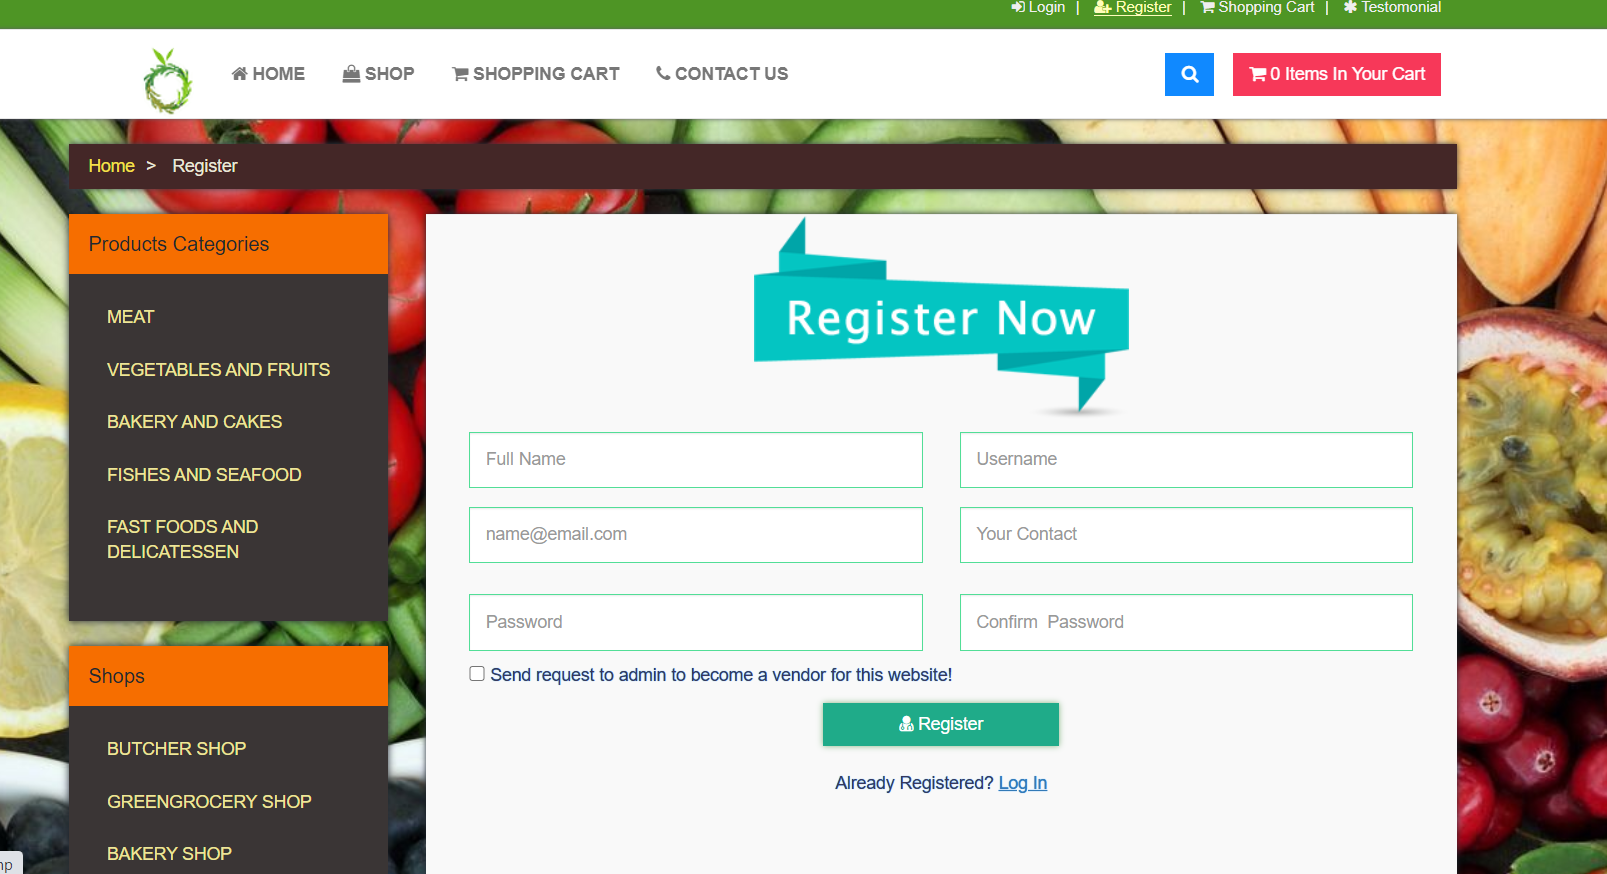 Login | Register | Shopping Cart | Testomonial
HOME SHOP SHOPPING CART CONTACT US
0 Items In Your Cart
Home > Register
Products Categories
MEAT
VEGETABLES AND FRUITS
BAKERY AND CAKES
FISHES AND SEAFOOD
FAST FOODS AND
DELICATESSEN
Shops
BUTCHER SHOP
GREENGROCERY SHOP
BAKERY SHOP
Register Now
Full Name
Username
name@email.com
Your Contact
Password
Confirm  Password
Send request to admin to become a vendor for this website!
Register
Already Registered? Log In